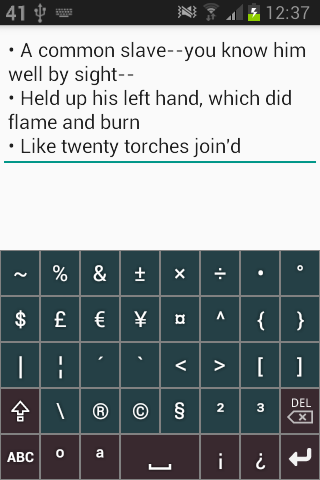 41 12:37
• A common slave--you know him
well by sight--
• Held up his left hand, which did
flame and burn
• Like twenty torches join'd
~ % & ± × ÷ • °
$ £ € ¥ ¤ ^ { }
| ¦ ´ ` < > [ ]
\ ® © § ² ³ DEL
ABC º ª ¡ ¿